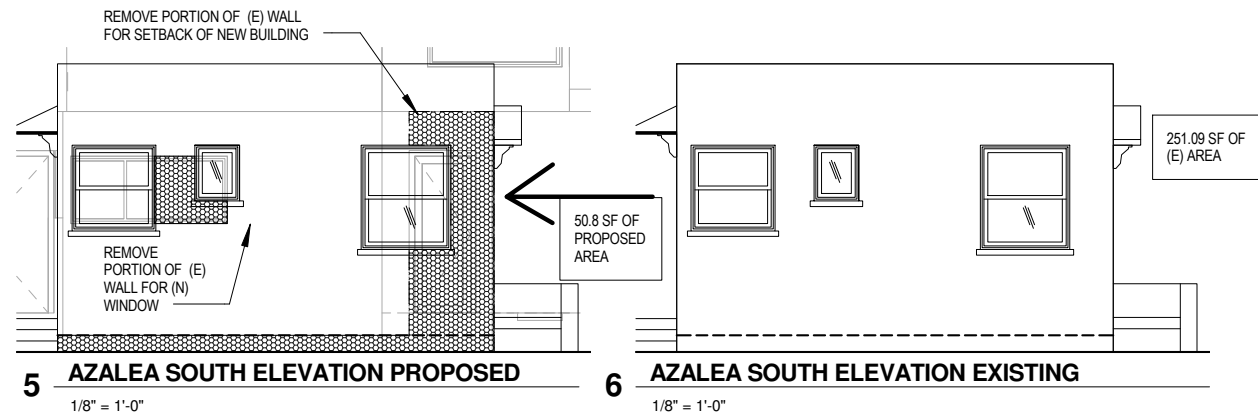 REMOVE PORTION OF (E) WALL
FOR SETBACK OF NEW BUILDING
50.8 SF OF
PROPOSED
AREA
REMOVE
PORTION OF (E)
WALL FOR (N)
WINDOW
251.09 SF OF
(E) AREA
5 AZALEA SOUTH ELEVATION PROPOSED
1/8" = 1'-0"
6 AZALEA SOUTH ELEVATION EXISTING
1/8" = 1'-0"